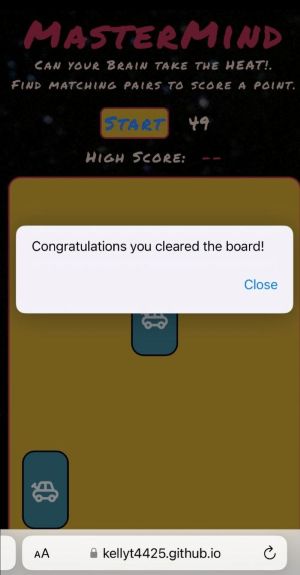 MasterMind
Can your Brain take the HEAT!.
Find matching pairs to score a point.
Start 49
High Score: --
Congratulations you cleared the board!
Close
AA kellyt4425.github.io